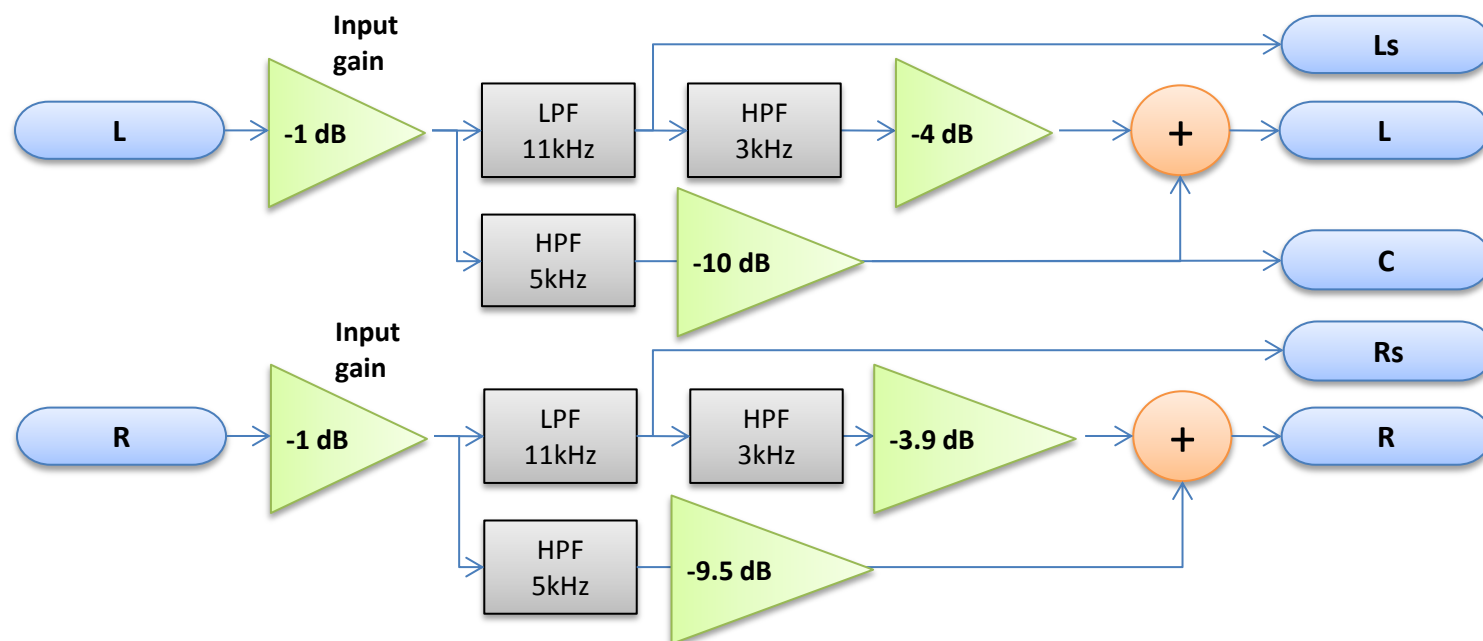 Input
gain
Ls
L
-1 dB
LPF
11kHz
HPF
3kHz
-4 dB
+
L
HPF
5kHz
-10 dB
C
Input
gain
Rs
R
-1 dB
LPF
11kHz
HPF
3kHz
-3.9 dB
+
R
HPF
5kHz
-9.5 dB